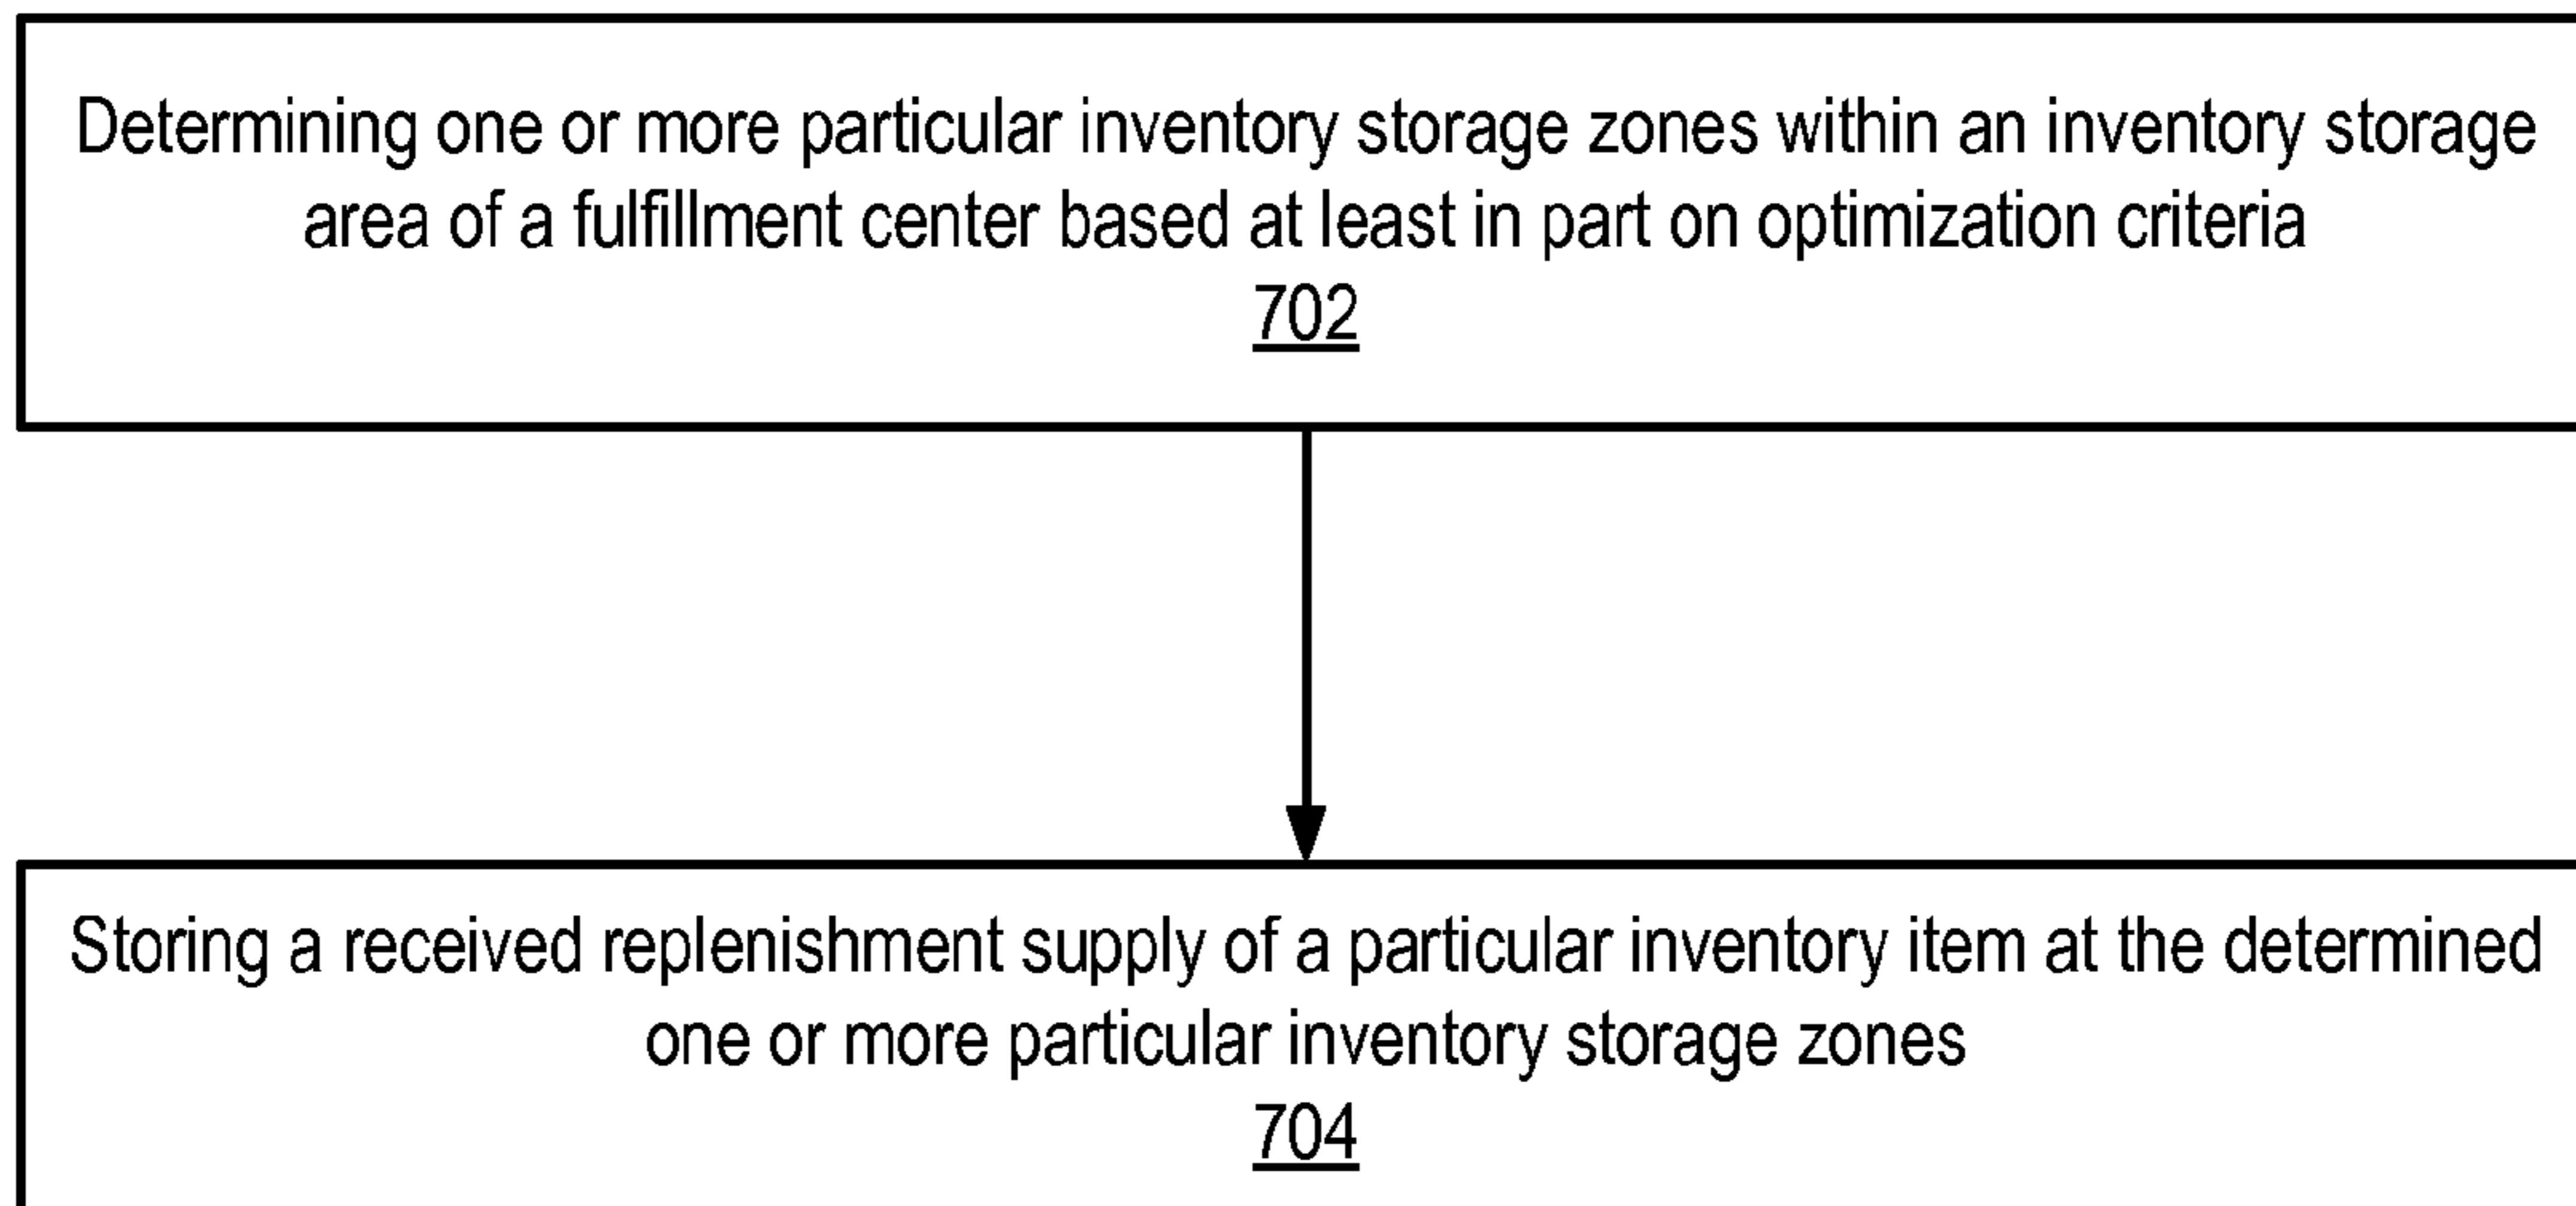 Determining one or more particular inventory storage zones within an inventory storage
area of a fulfillment center based at least in part on optimization criteria
702
Storing a received replenishment supply of a particular inventory item at the determined
one or more particular inventory storage zones
704